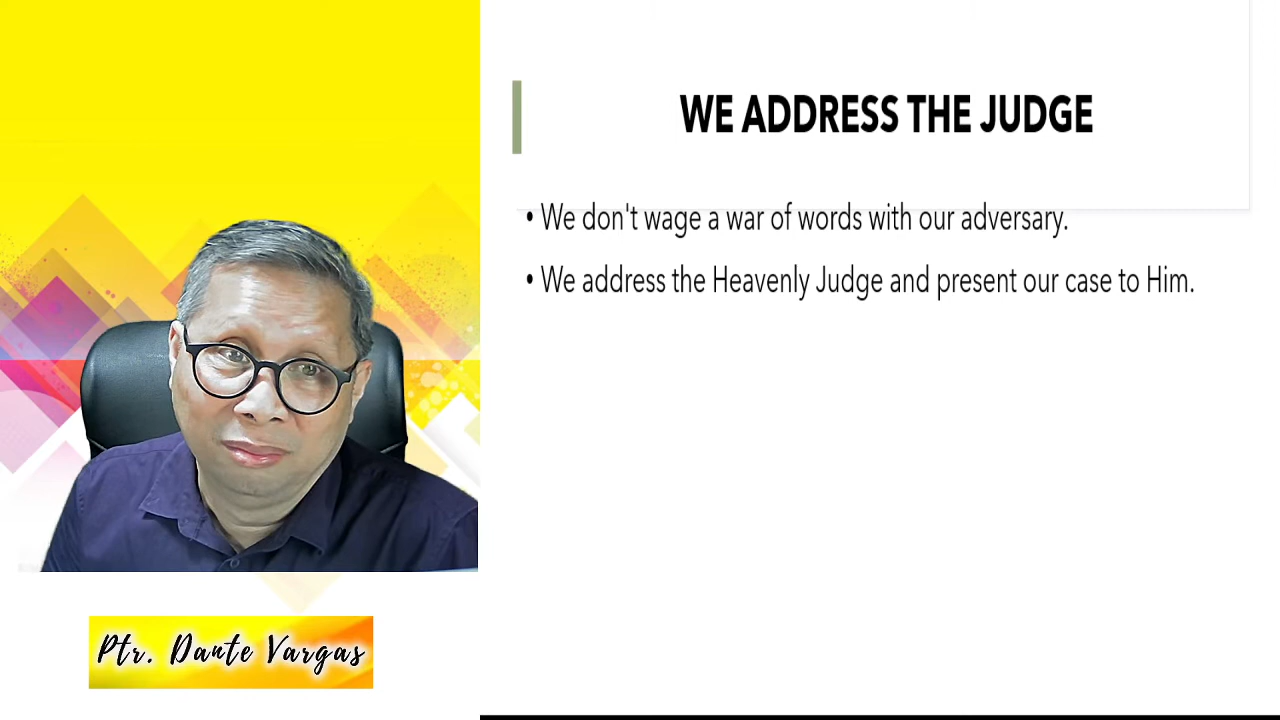 WE ADDRESS THE JUDGE
• We don't wage a war of words with our adversary.
• We address the Heavenly Judge and present our case to Him.
Ptr. Dante Vargas